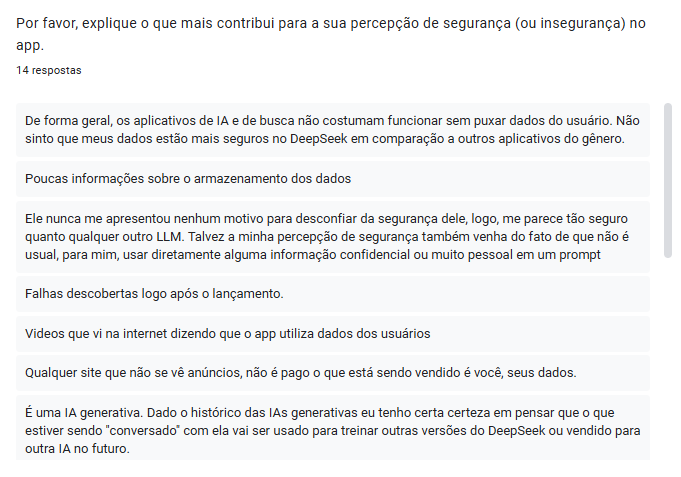 Por favor, explique o que mais contribui para a sua percepção de segurança (ou insegurança) no
app.
14 respostas
De forma geral, os aplicativos de IA e de busca não costumam funcionar sem puxar dados do usuário. Não
sinto que meus dados estão mais seguros no DeepSeek em comparação a outros aplicativos do gênero.
Poucas informações sobre o armazenamento dos dados
Ele nunca me apresentou nenhum motivo para desconfiar da segurança dele, logo, me parece tão seguro
quanto qualquer outro LLM. Talvez a minha percepção de segurança também venha do fato de que não é
usual, para mim, usar diretamente alguma informação confidencial ou muito pessoal em um prompt
Falhas descobertas logo após o lançamento.
Videos que vi na internet dizendo que o app utiliza dados dos usuários
Qualquer site que não se vê anúncios, não é pago o que está sendo vendido é você, seus dados.
É uma IA generativa. Dado o histórico das IAs generativas eu tenho certa certeza em pensar que o que
estiver sendo "conversado" com ela vai ser usado para treinar outras versões do DeepSeek ou vendido para
outra IA no futuro.